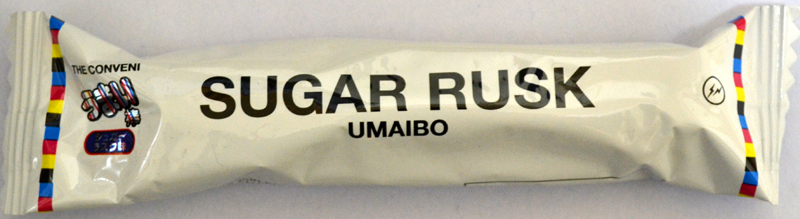 THE CONVENI
SUGAR RUSK
UMAIBO